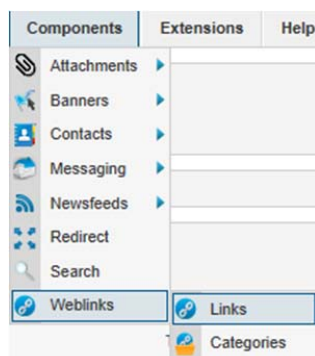 Components Extensions Help
Attachments
Banners
Contacts
Messaging
Newsfeeds
Redirect
Search
Weblinks Links
Categories